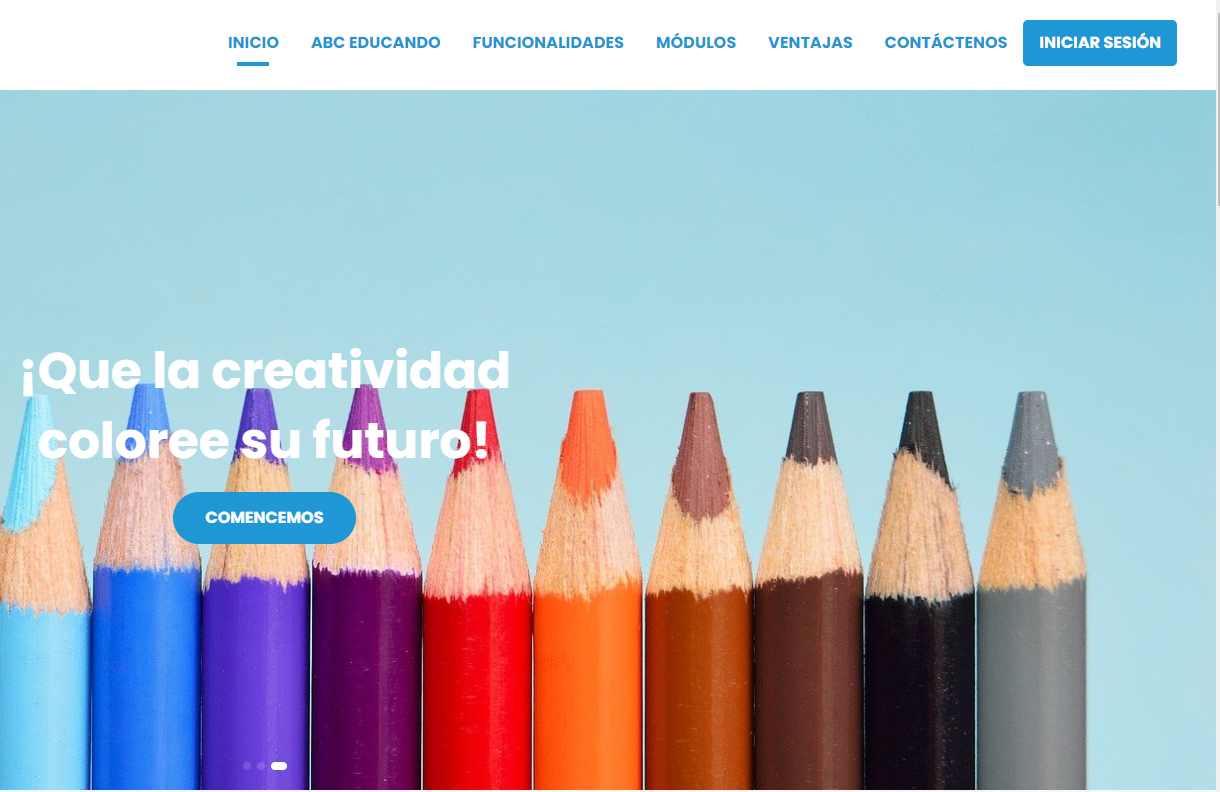 INICIO ABC EDUCANDO FUNCIONALIDADES MÓDULOS VENTAJAS CONTÁCTENOS INICIAR SESIÓN
¡Que la creatividad
coloree su futuro!
COMENCEMOS